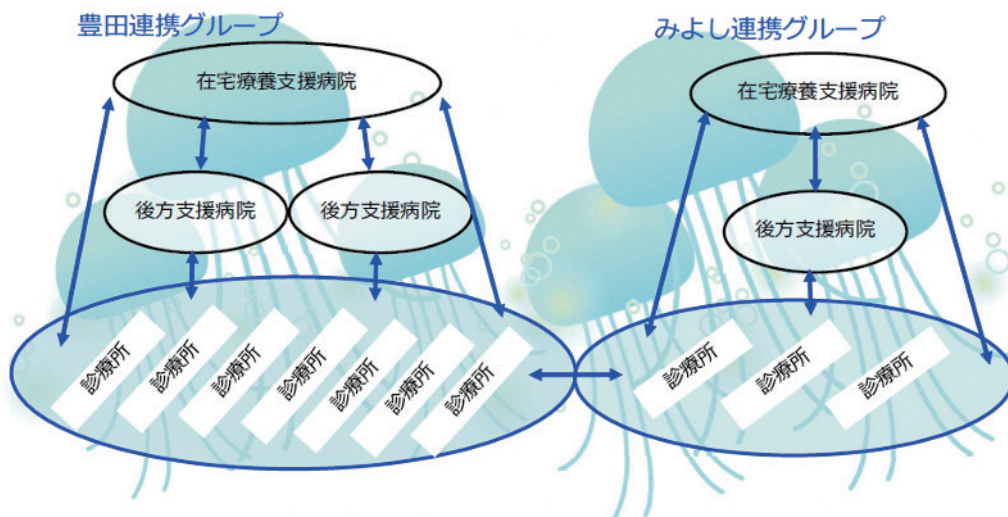 豊田連携グループ
在宅療養支援病院
後方支援病院
後方支援病院
診療所
診療所
診療所
診療所
診療所
診療所
診療所
みよし連携グループ
在宅療養支援病院
後方支援病院
診療所
診療所
診療所